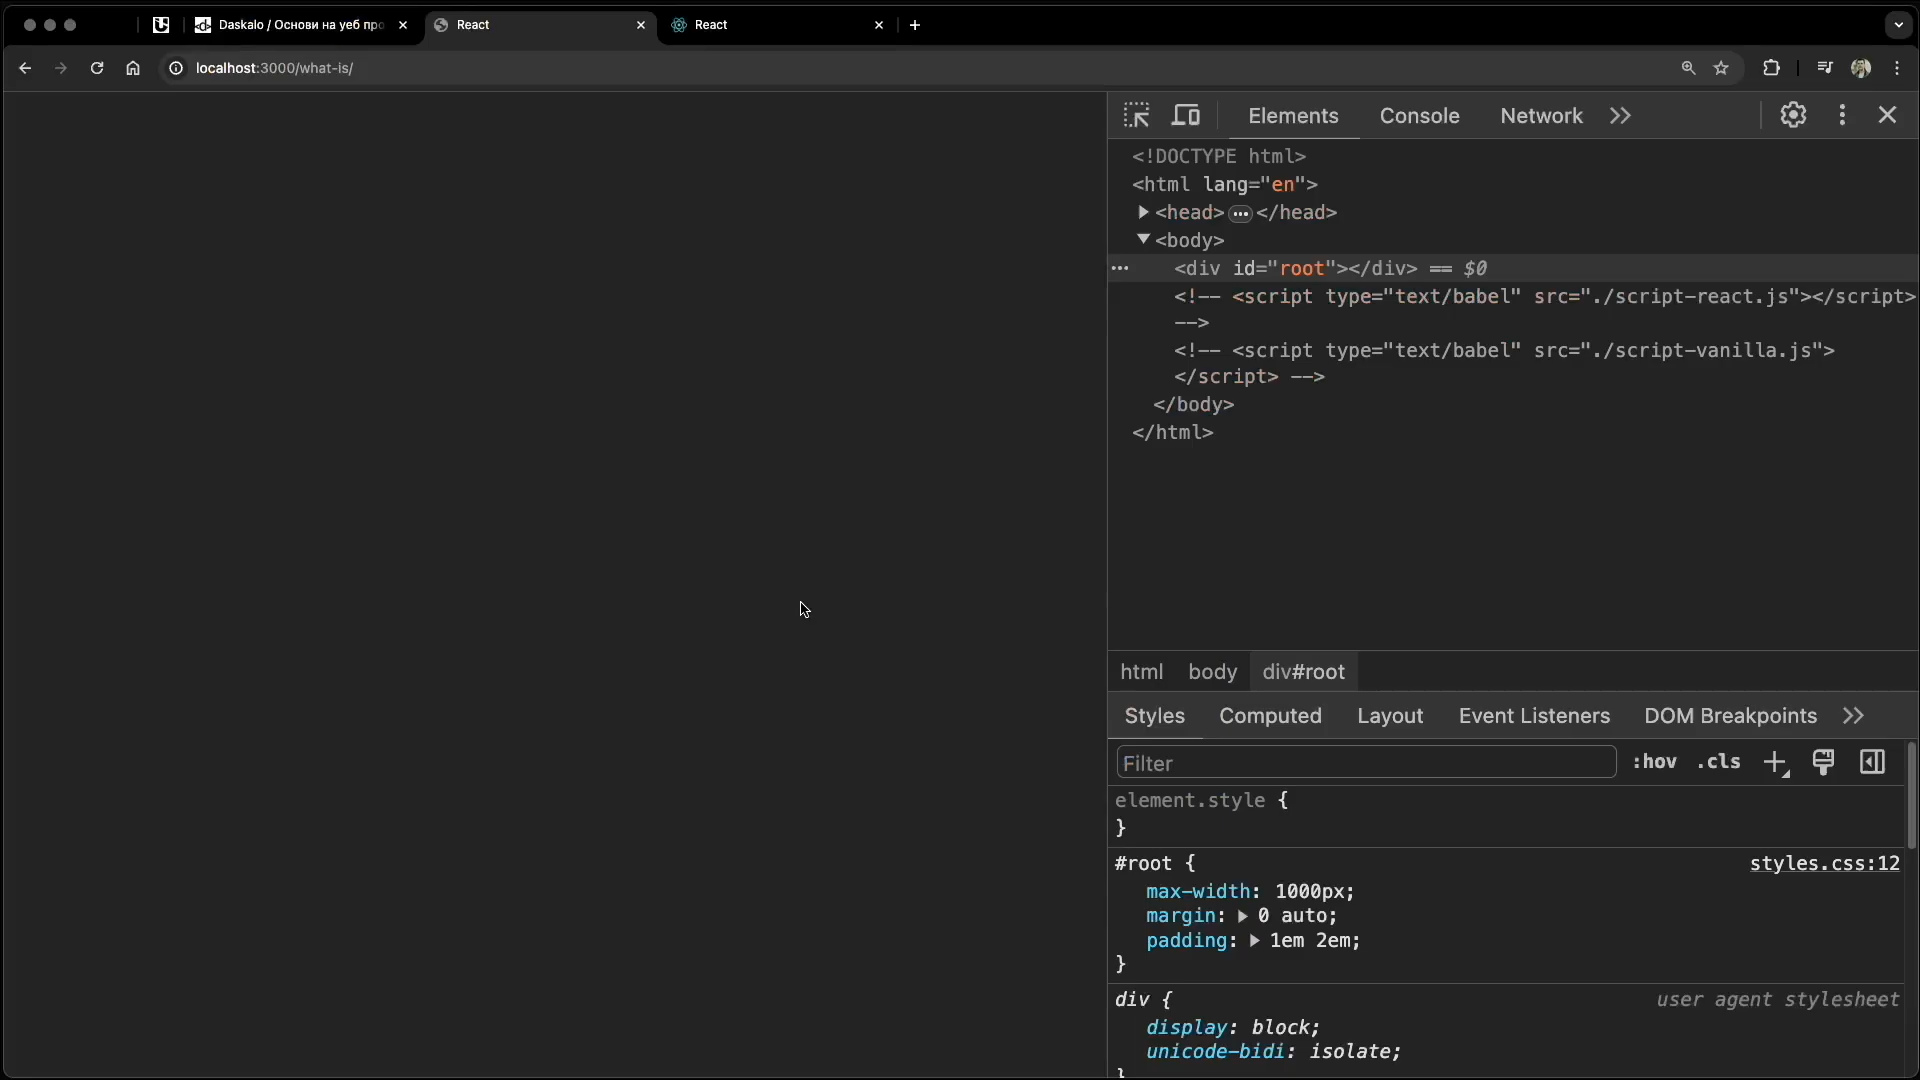 Daskalo / Основи на уеб про
React
React
localhost:3000/what-is/
Elements
Console
Network
<!DOCTYPE html>
<html lang="en">
<head> … </head>
<body>
<div id="root"></div> == $0
<!-- <script type="text/babel" src="./script-react.js"></script>
-->
<!-- <script type="text/babel" src="./script-vanilla.js">
</script> -->
</body>
</html>
html body div#root
Styles Computed Layout Event Listeners DOM Breakpoints
Filter
:hov .cls
element.style {
}
#root {
styles.css:12
max-width: 1000px;
margin: 0 auto;
padding: 1em 2em;
}
div {
user agent stylesheet
display: block;
unicode-bidi: isolate;
}